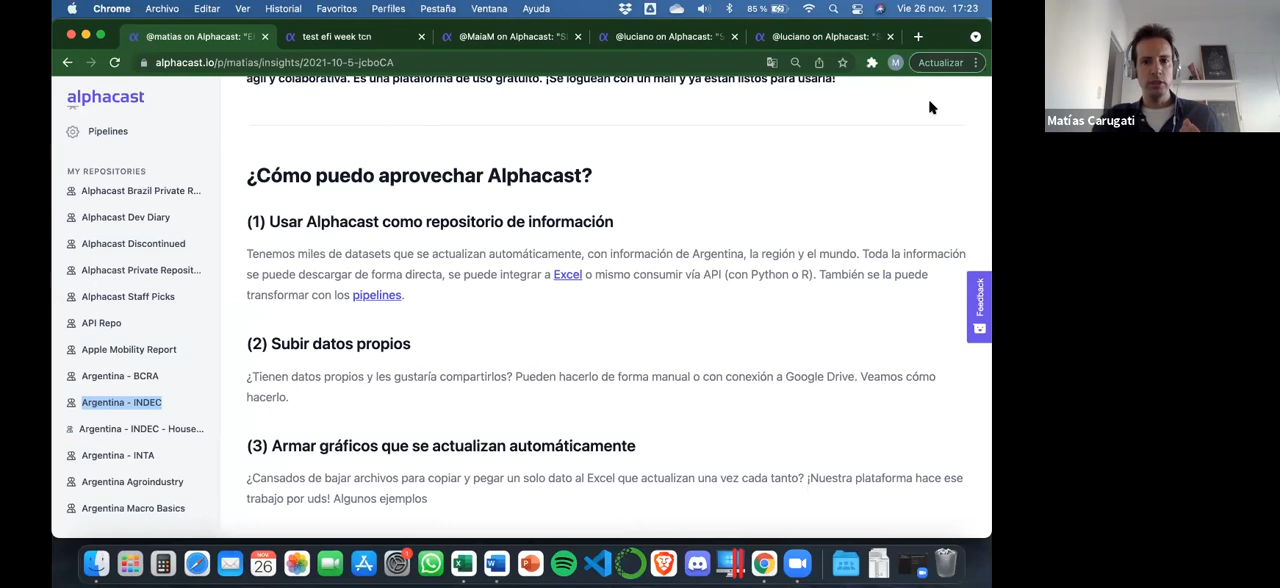 Chrome Archivo Editar Ver Historial Favoritos Perfiles Pestaña Ventana Ayuda 85 % Vie 26 nov. 17:23
@matias on Alphacast: "El test efi week tcn @MaiaM on Alphacast: "S @luciano on Alphacast: "S @luciano on Alphacast: "S
alphacast.io/p/matias/insights/2021-10-5-jcboCA M Actualizar
ágil y colaborativa. Es una plataforma de uso gratuito. ¡Se loguean con un mail y ya están listos para usarla!
alphacast
Pipelines
MY REPOSITORIES
Alphacast Brazil Private R...
Alphacast Dev Diary
Alphacast Discontinued
Alphacast Private Reposit...
Alphacast Staff Picks
API Repo
Apple Mobility Report
Argentina - BCRA
Argentina - INDEC
Argentina - INDEC - House...
Argentina - INTA
Argentina Agroindustry
Argentina Macro Basics
¿Cómo puedo aprovechar Alphacast?
(1) Usar Alphacast como repositorio de información
Tenemos miles de datasets que se actualizan automáticamente, con información de Argentina, la región y el mundo. Toda la información
se puede descargar de forma directa, se puede integrar a Excel o mismo consumir vía API (con Python o R). También se la puede
transformar con los pipelines.
(2) Subir datos propios
¿Tienen datos propios y les gustaría compartirlos? Pueden hacerlo de forma manual o con conexión a Google Drive. Veamos cómo
hacerlo.
(3) Armar gráficos que se actualizan automáticamente
¿Cansados de bajar archivos para copiar y pegar un solo dato al Excel que actualizan una vez cada tanto? ¡Nuestra plataforma hace ese
trabajo por uds! Algunos ejemplos
Feedback
Matías Carugati
NOV
26
1